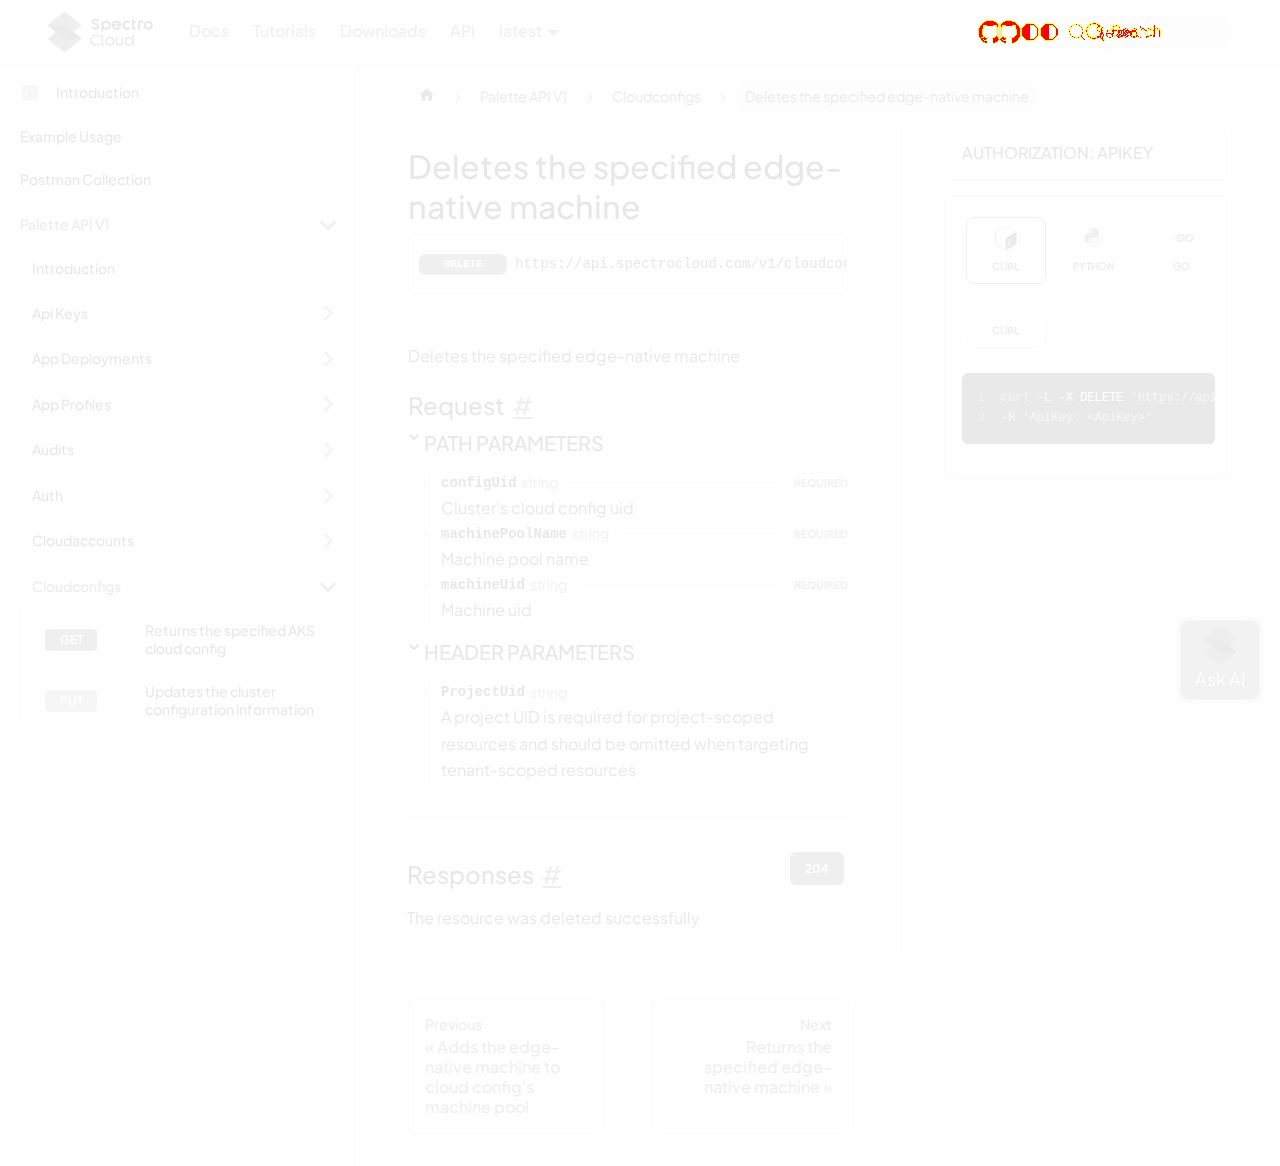 Spectro
Cloud
Docs
Tutorials
Downloads
API
latest
Introduction
Example Usage
Postman Collection
Palette API V1
Introduction
Api Keys
App Deployments
App Profiles
Audits
Auth
Cloudaccounts
Cloudconfigs
GET
Returns the specified AKS
cloud config
PUT
Updates the cluster
configuration information
Palette API V1
Cloudconfigs
Deletes the specified edge-native machine
Deletes the specified edge-
native machine
DELETE https://api.spectrocloud.com/v1/cloudcon
Deletes the specified edge-native machine
Request #
PATH PARAMETERS
configUid string REQUIRED
Cluster's cloud config uid
machinePoolName string REQUIRED
Machine pool name
machineUid string REQUIRED
Machine uid
HEADER PARAMETERS
ProjectUid string
A project UID is required for project-scoped
resources and should be omitted when targeting
tenant-scoped resources
Responses #
204
The resource was deleted successfully
Previous
« Adds the edge-
native machine to
cloud config's
machine pool
Next
Returns the
specified edge-
native machine »
AUTHORIZATION: APIKEY
CURL
PYTHON
GO
GO
CURL
1 curl -L -X DELETE 'https://api
2 -H 'ApiKey: <ApiKey>'
Ask AI